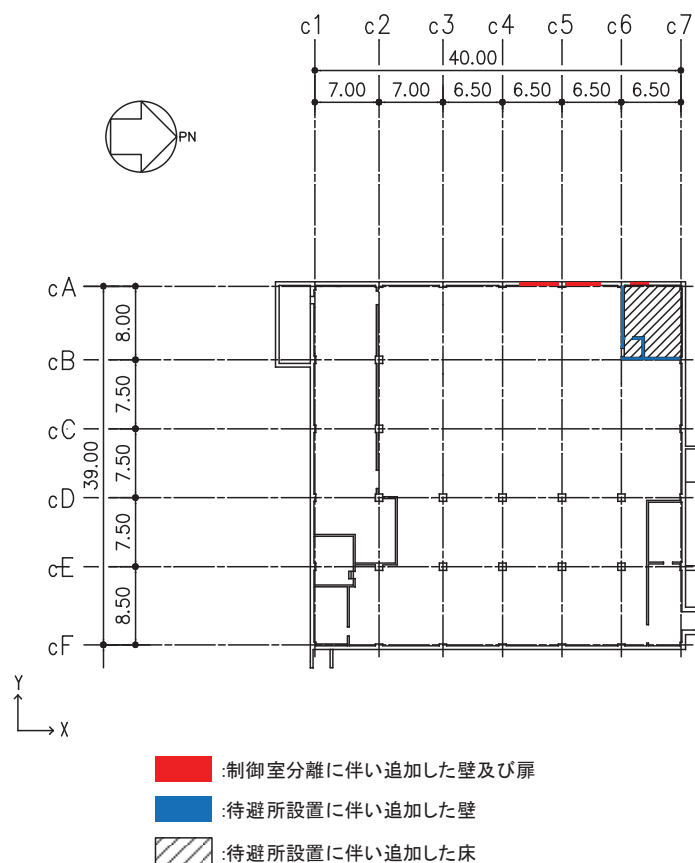 c1 c2 c3 c4 c5 c6 c7
40.00
7.00 7.00 6.50 6.50 6.50 6.50
PN
cA
8.00
cB
7.50
cC
39.00
7.50
cD
7.50
cE
8.50
cF
Y
X
:制御室分離に伴い追加した壁及び扉
:待避所設置に伴い追加した壁
:待避所設置に伴い追加した床